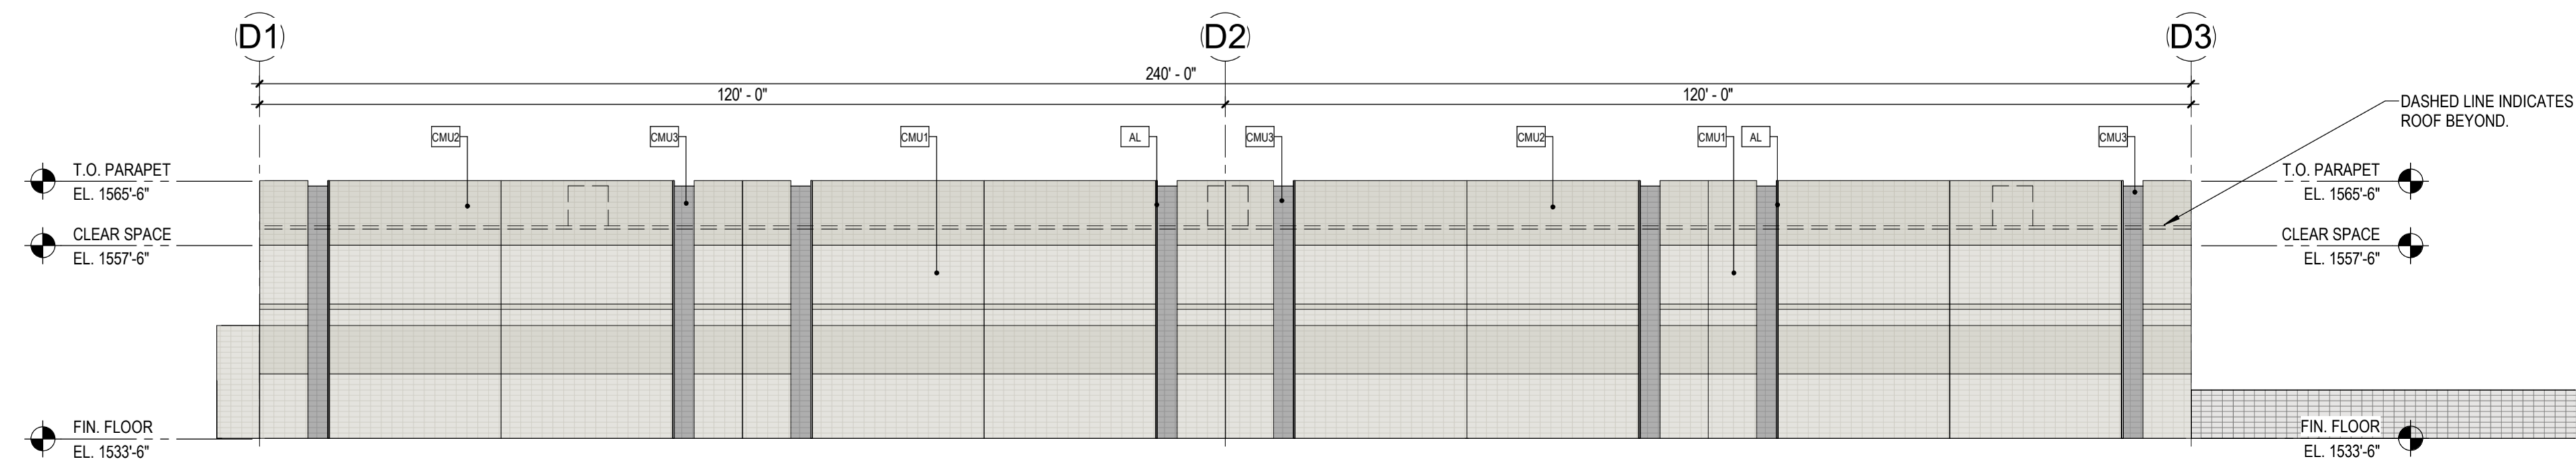 D1
D2
D3
240' - 0"
120' - 0"
120' - 0"
DASHED LINE INDICATES
ROOF BEYOND.
CMU2
CMU3
CMU1
AL
CMU3
CMU2
CMU1
AL
CMU3
T.O. PARAPET
EL. 1565'-6"
CLEAR SPACE
EL. 1557'-6"
FIN. FLOOR
EL. 1533'-6"
T.O. PARAPET
EL. 1565'-6"
CLEAR SPACE
EL. 1557'-6"
FIN. FLOOR
EL. 1533'-6"